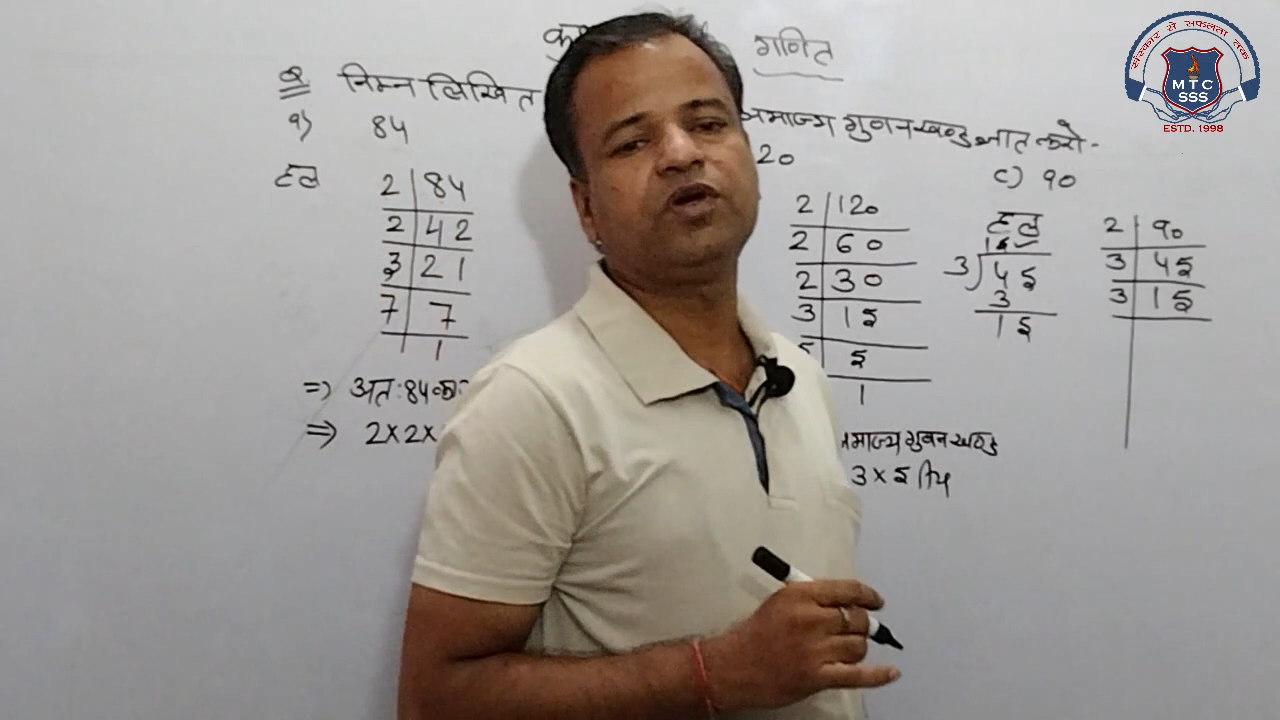 गणित
प्र निम्न लिखित अभाज्य गुणनखण्ड ज्ञात करो-
a) 84
20
c) 90
हल
2 | 84
2 | 42
3 | 21
7 | 7
1
2 | 120
2 | 60
2 | 30
3 | 15
5 | 5
1
हल
15
3) 45
3
15
2 | 90
3 | 45
3 | 15
=> अतः 84 का
=> 2×2×
अभाज्य गुणनखण्ड
3×5
संस्कार से सफलता तक
MTC
SSS
ESTD. 1998